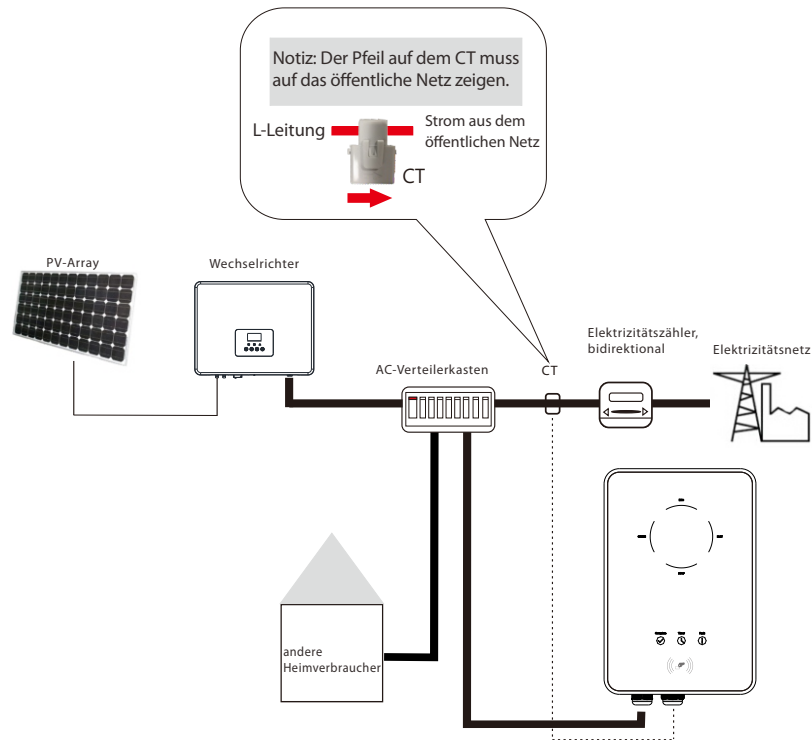 Notiz: Der Pfeil auf dem CT muss
auf das öffentliche Netz zeigen.
L-Leitung
Strom aus dem
öffentlichen Netz
CT
PV-Array
Wechselrichter
AC-Verteilerkasten
CT
Elektrizitätszähler,
bidirektional
Elektrizitätsnetz
andere
Heimverbraucher